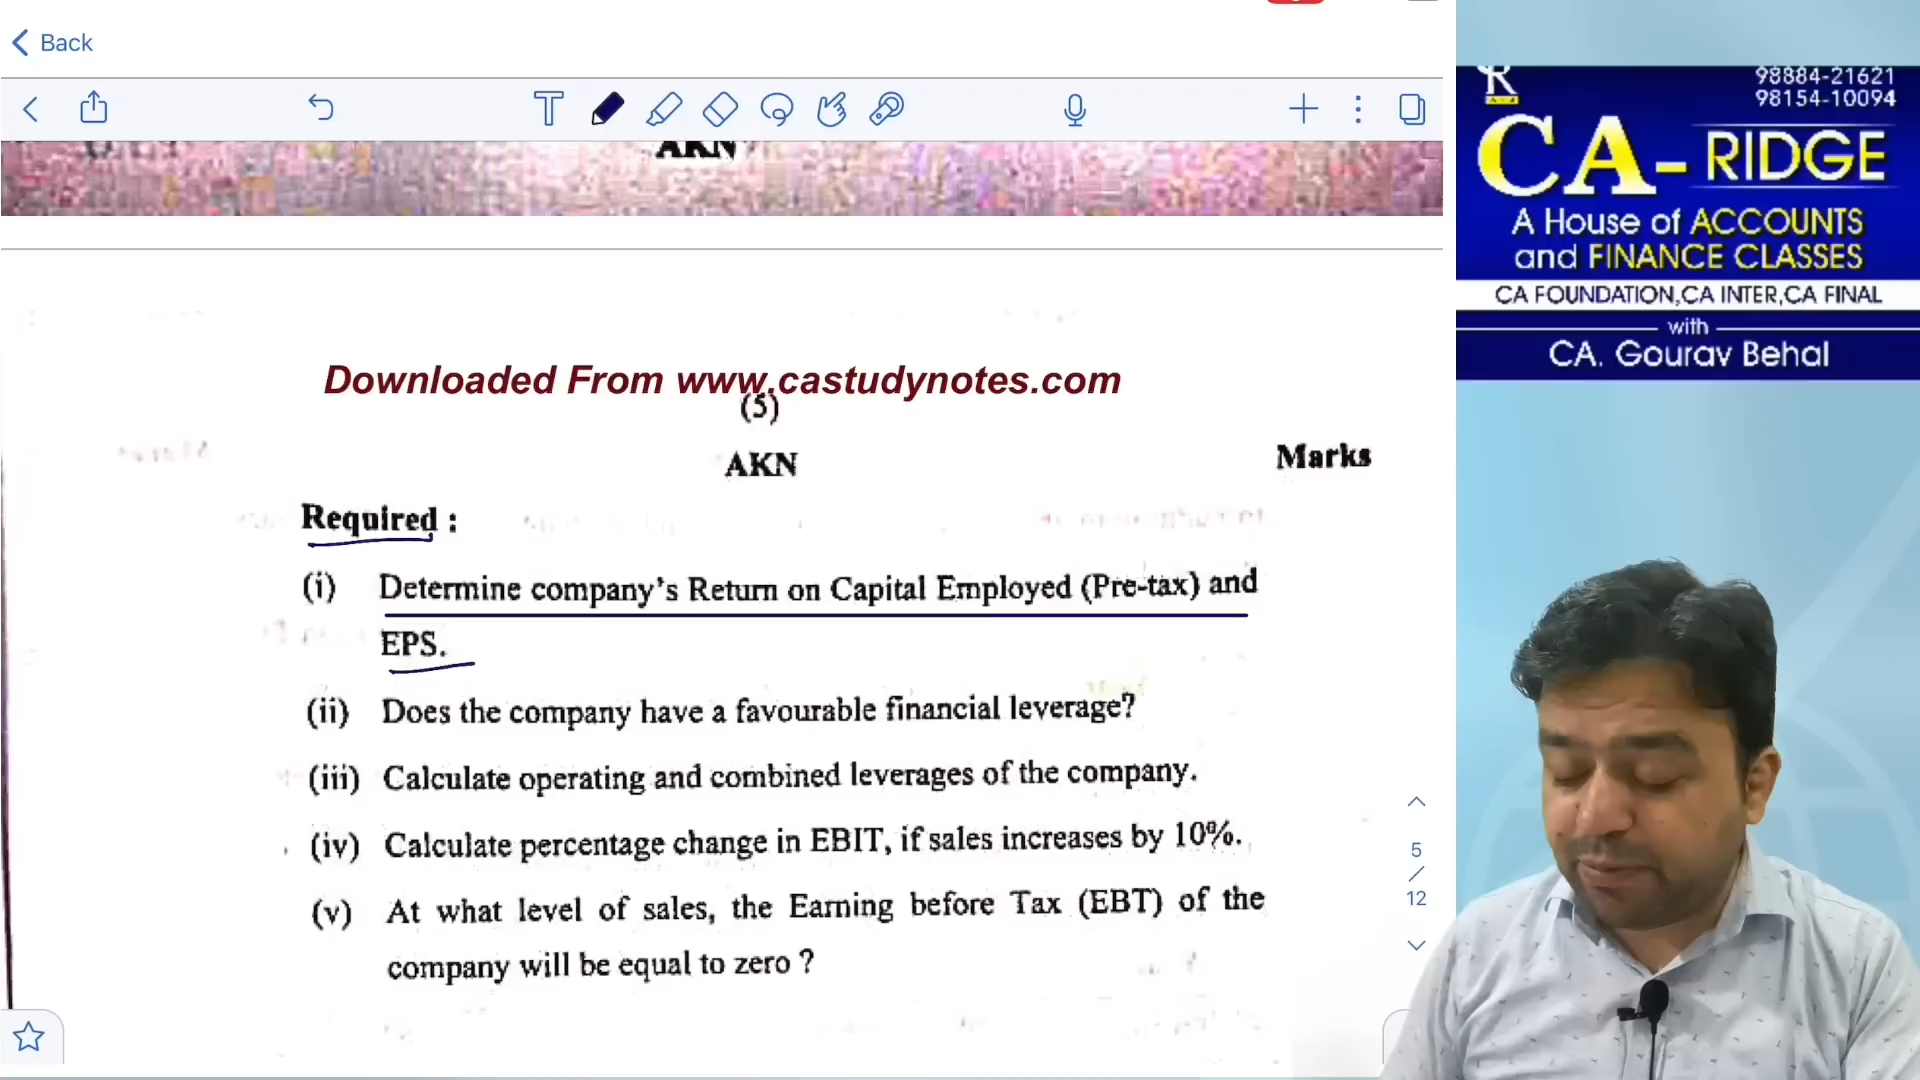 Back
AKN
Downloaded From www.castudynotes.com
(5)
AKN
Marks
Required :
(i) Determine company's Return on Capital Employed (Pre-tax) and
EPS.
(ii) Does the company have a favourable financial leverage?
(iii) Calculate operating and combined leverages of the company.
(iv) Calculate percentage change in EBIT, if sales increases by 10%.
(v) At what level of sales, the Earning before Tax (EBT) of the
company will be equal to zero ?
5
/
12
98884-21621
98154-10094
CA- RIDGE
A House of ACCOUNTS
and FINANCE CLASSES
CA FOUNDATION,CA INTER,CA FINAL
with
CA. Gourav Behal